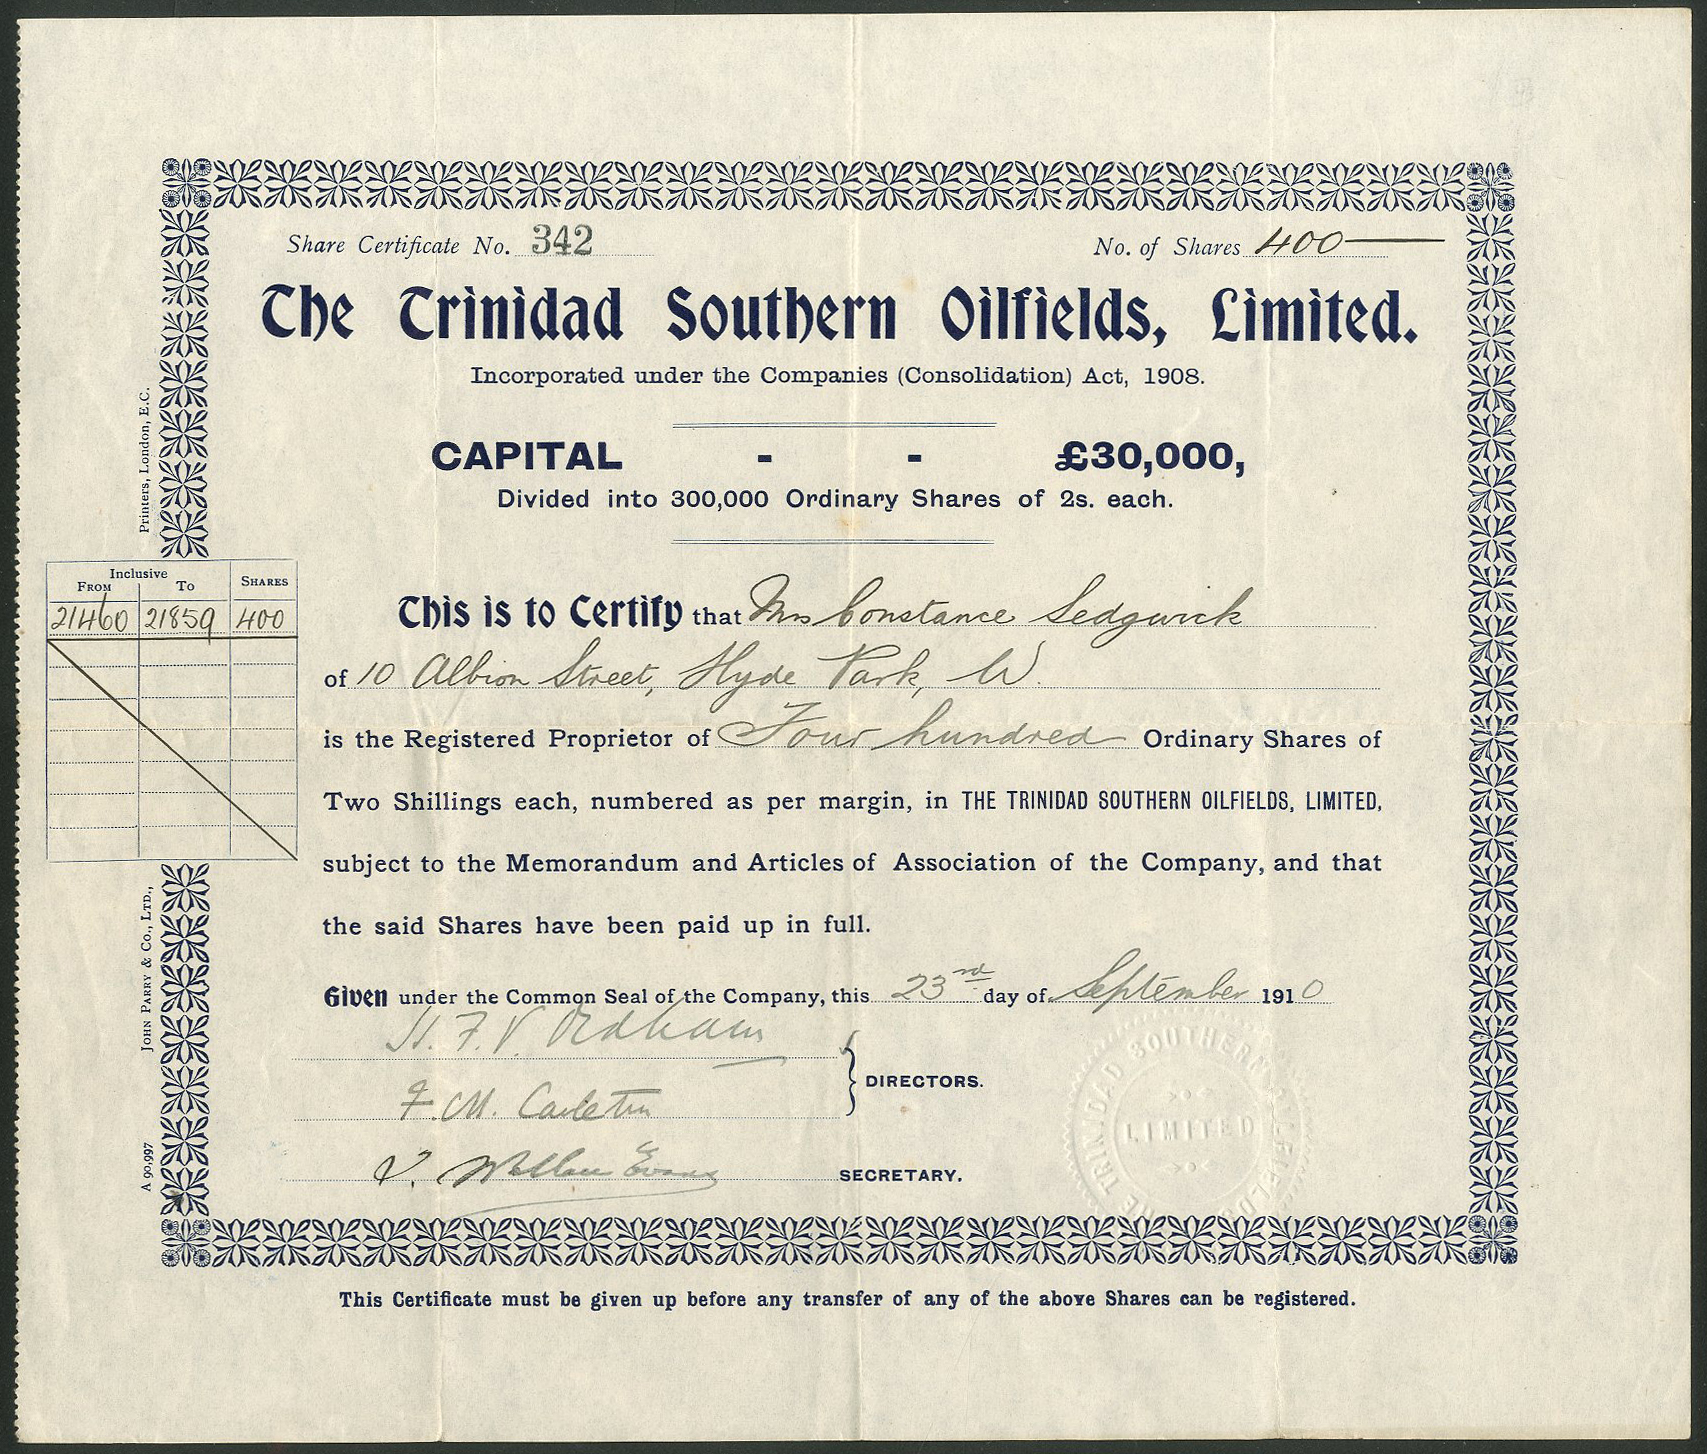 Share Certificate No. 342
No. of Shares 400
The Trinidad Southern Oilfields, Limited.
Incorporated under the Companies (Consolidation) Act, 1908.
CAPITAL - - £30,000,
Divided into 300,000 Ordinary Shares of 2s. each.
Inclusive
FROM To SHARES
21460 21859 400
This is to Certify that Mrs Constance Sedgwick
of 10 Albion Street, Hyde Park, W.
is the Registered Proprietor of Four hundred Ordinary Shares of
Two Shillings each, numbered as per margin, in THE TRINIDAD SOUTHERN OILFIELDS, LIMITED,
subject to the Memorandum and Articles of Association of the Company, and that
the said Shares have been paid up in full.
Given under the Common Seal of the Company, this 23rd day of September 1910
H. F. V. Oldham
F. M. Carleton
DIRECTORS.
Evans
SECRETARY.
THE TRINIDAD SOUTHERN OILFIELDS
LIMITED
This Certificate must be given up before any transfer of any of the above Shares can be registered.
A 90,997
JOHN PARRY & CO., LTD.,
Printers, London, E.C.